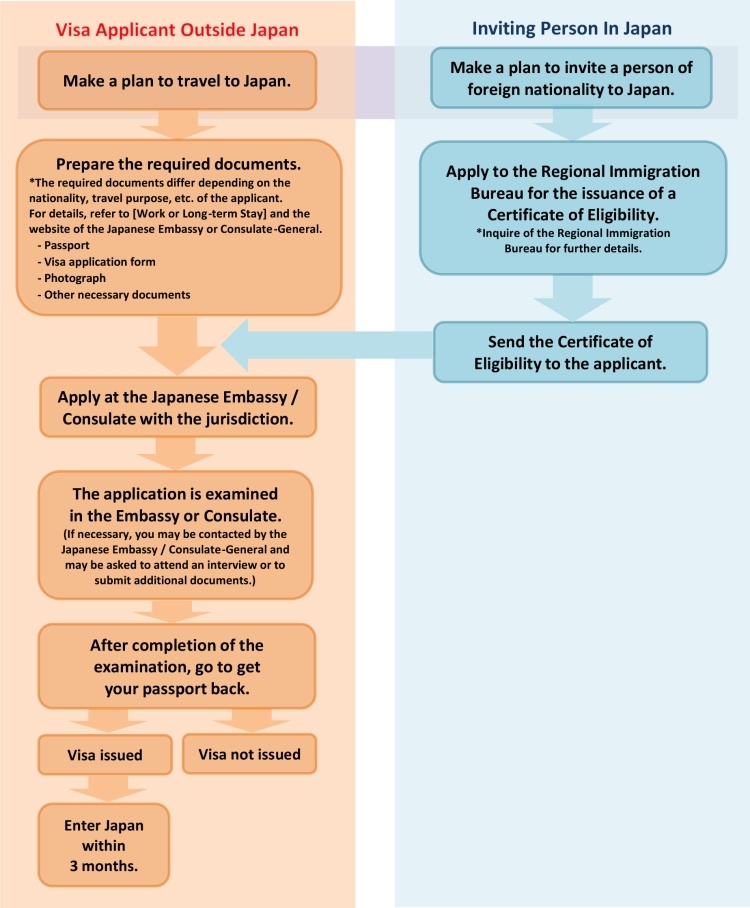 Visa Applicant Outside Japan
Make a plan to travel to Japan.
Prepare the required documents.
*The required documents differ depending on the
nationality, travel purpose, etc. of the applicant.
For details, refer to [Work or Long-term Stay] and the
website of the Japanese Embassy or Consulate-General.
- Passport
- Visa application form
- Photograph
- Other necessary documents
Apply at the Japanese Embassy /
Consulate with the jurisdiction.
The application is examined
in the Embassy or Consulate.
(If necessary, you may be contacted by the
Japanese Embassy / Consulate-General and
may be asked to attend an interview or to
submit additional documents.)
After completion of the
examination, go to get
your passport back.
Visa issued
Visa not issued
Enter Japan
within
3 months.
Inviting Person In Japan
Make a plan to invite a person of
foreign nationality to Japan.
Apply to the Regional Immigration
Bureau for the issuance of a
Certificate of Eligibility.
*Inquire of the Regional Immigration
Bureau for further details.
Send the Certificate of
Eligibility to the applicant.